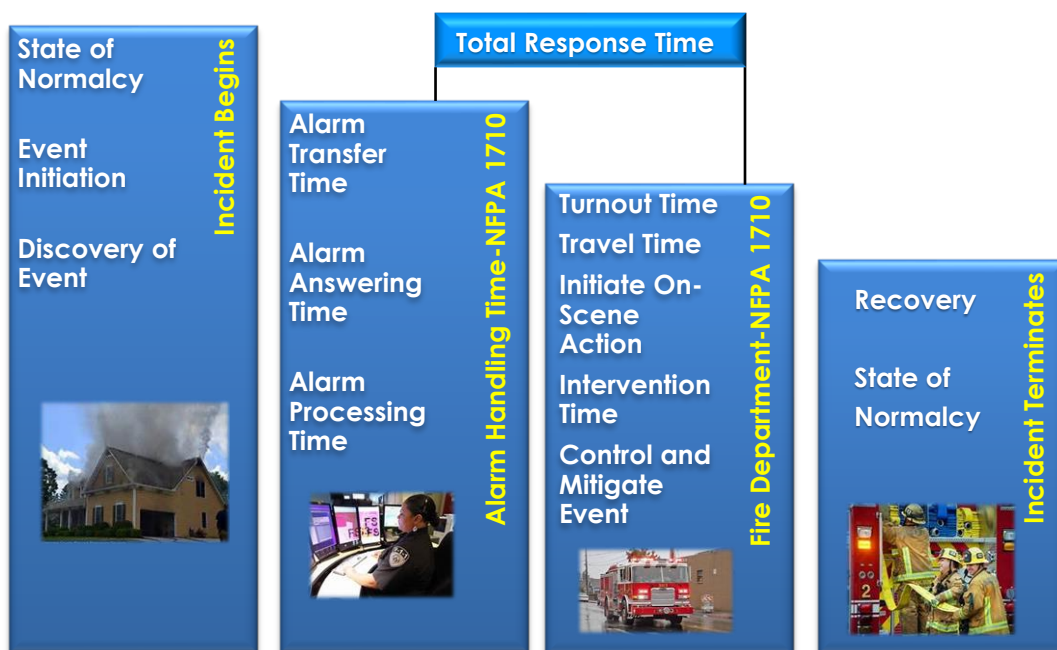 Total Response Time
State of
Normalcy
Event
Initiation
Discovery of
Event
Incident Begins
Alarm
Transfer
Time
Alarm
Answering
Time
Alarm
Processing
Time
Alarm Handling Time-NFPA 1710
Turnout Time
Travel Time
Initiate On-
Scene
Action
Intervention
Time
Control and
Mitigate
Event
Fire Department-NFPA 1710
Recovery
State of
Normalcy
Incident Terminates
2